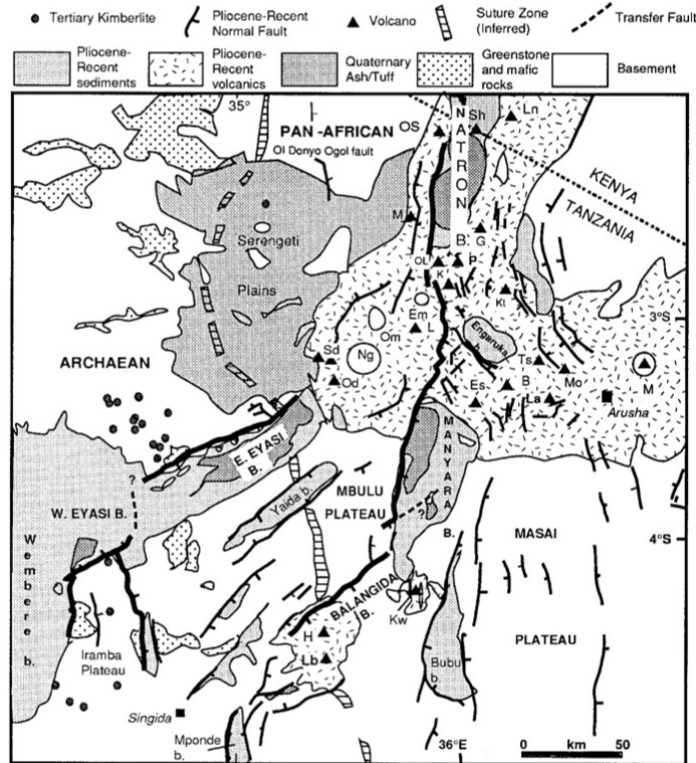 Tertiary Kimberlite
Pliocene-Recent
Normal Fault
Volcano
Suture Zone
(Inferred)
Transfer Fault
Pliocene-
Recent
sediments
Pliocene-
Recent
volcanics
Quaternary
Ash/Tuff
Greenstone
and mafic
rocks
Basement
35°
PAN-AFRICAN
OS
Ol Donyo Ogol fault
NATRON B.
Sh
Ln
KENYA
TANZANIA
M
G
Serengeti
Plains
OL
K
P
Kt
Em
L
Om
Ng
Engaruka
b.
3°S
Sd
Od
ARCHAEAN
Ts
Mo
M
Es
B
La
Arusha
E. EYASI
B.
MANYARA
B.
MBULU
PLATEAU
Yaida b.
?
W. EYASI B.
?
MASAI
4°S
Wembere b.
BALANGIDA
B.
Kw
PLATEAU
H
Lb
Bubu
b.
Iramba
Plateau
Singida
Mponde
b.
36°E
0 km 50